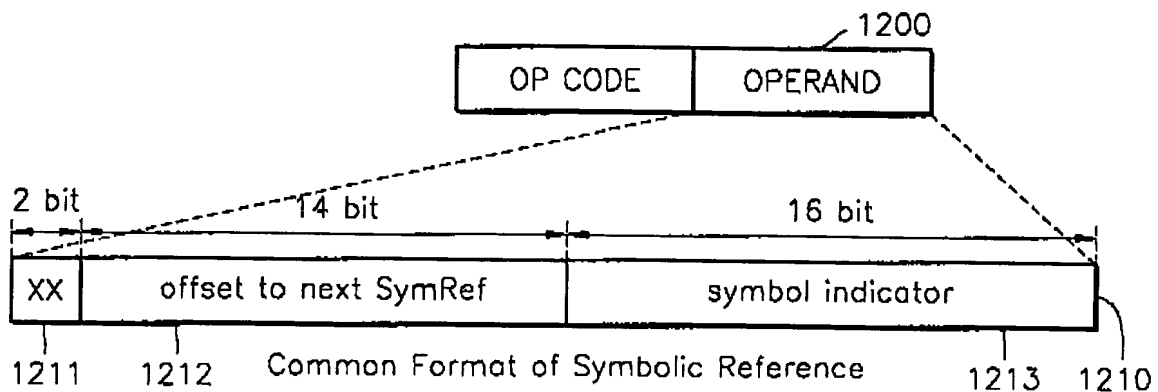 1200
OP CODE OPERAND
2 bit 14 bit 16 bit
XX offset to next SymRef symbol indicator
1211 1212 Common Format of Symbolic Reference 1213 1210